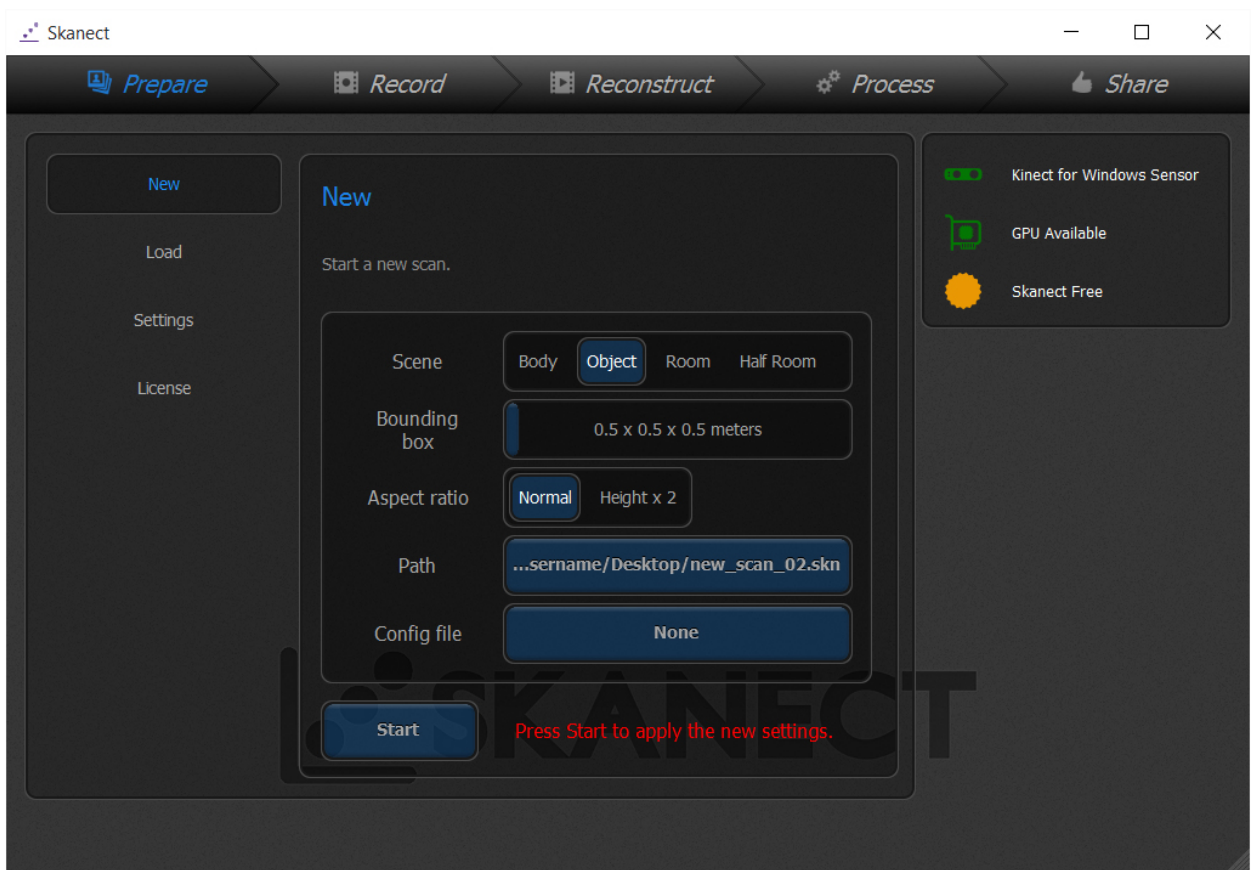 Skanect
Prepare
Record
Reconstruct
Process
Share
New
Load
Settings
License
New
Start a new scan.
Scene
Body
Object
Room
Half Room
Bounding
box
0.5 x 0.5 x 0.5 meters
Aspect ratio
Normal
Height x 2
Path
...sername/Desktop/new_scan_02.skn
Config file
None
Start
Press Start to apply the new settings.
SKANECT
Kinect for Windows Sensor
GPU Available
Skanect Free